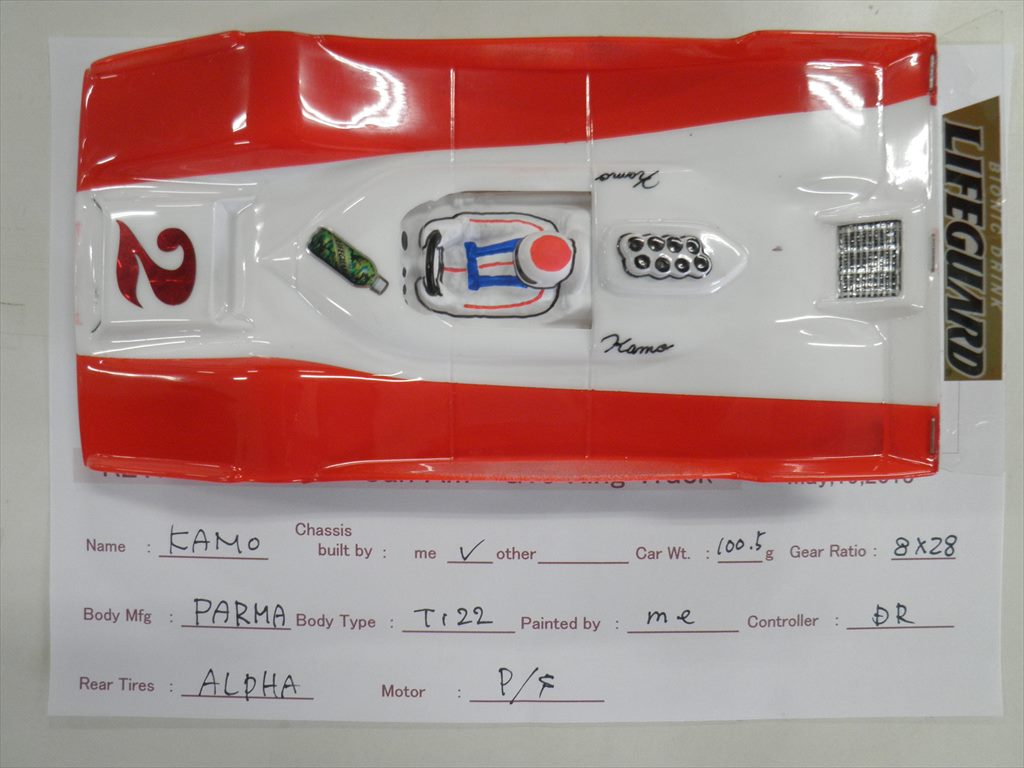 2
Kamo
Kamo
LIFEGUARD
BIONIC DRINK
Name : KAMO Chassis built by : me ✓ other Car Wt. : 100.5 g Gear Ratio : 8X28
Body Mfg : PARMA Body Type : Ti22 Painted by : me Controller : DR
Rear Tires : ALPHA Motor : P/F